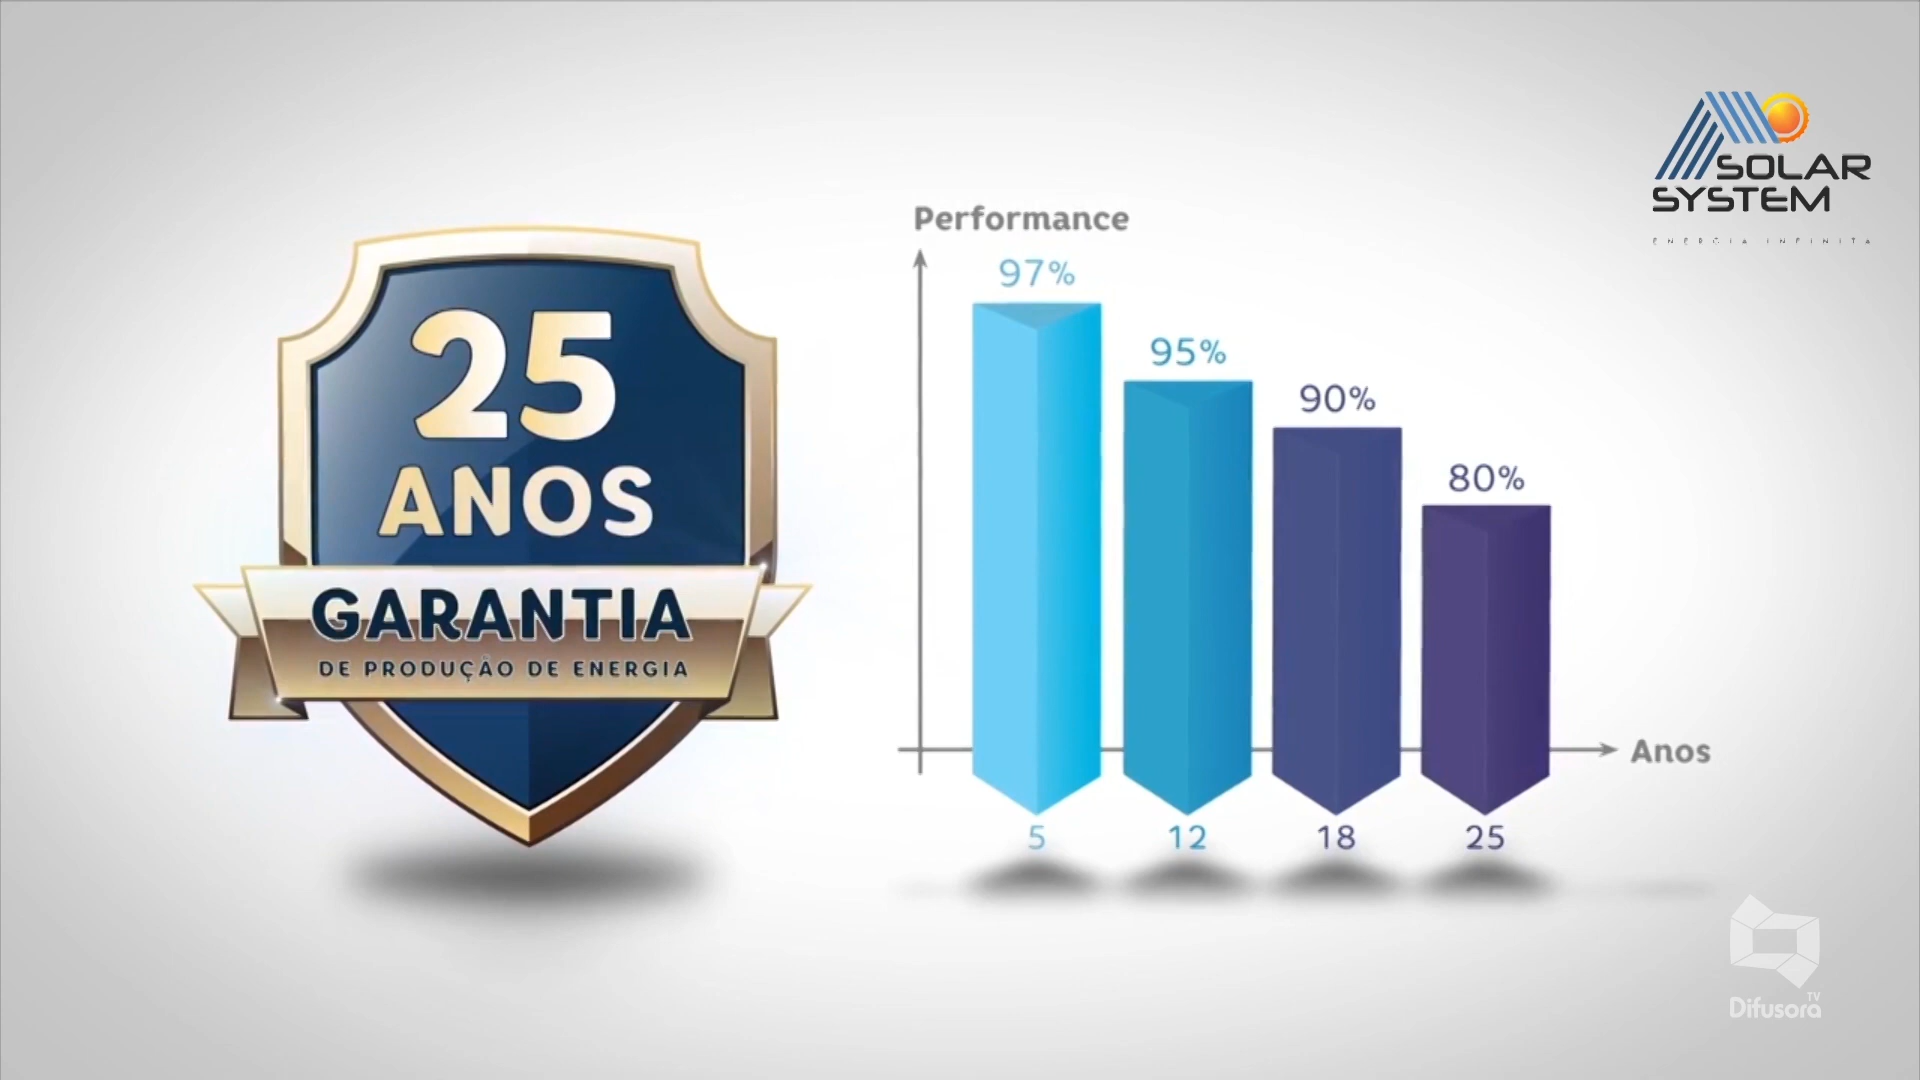 SOLAR
SYSTEM
ENERGIA INFINITA
25
ANOS
GARANTIA
DE PRODUÇÃO DE ENERGIA
Performance
97%
95%
90%
80%
Anos
5 12 18 25
TV
Difusora